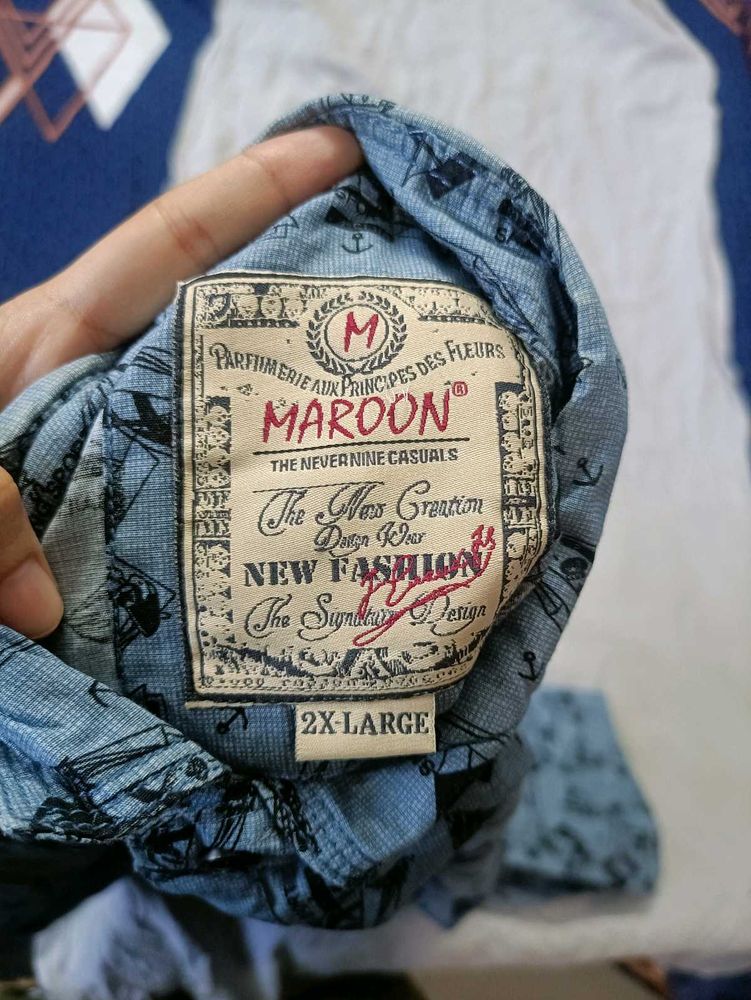 M
PARFUMERIE AUX PRINCIPES DES FLEURS
MAROON®
THE NEVERNINE CASUALS
The New Creation
Design Wear
NEW FASHION
The Signature Design
2X-LARGE